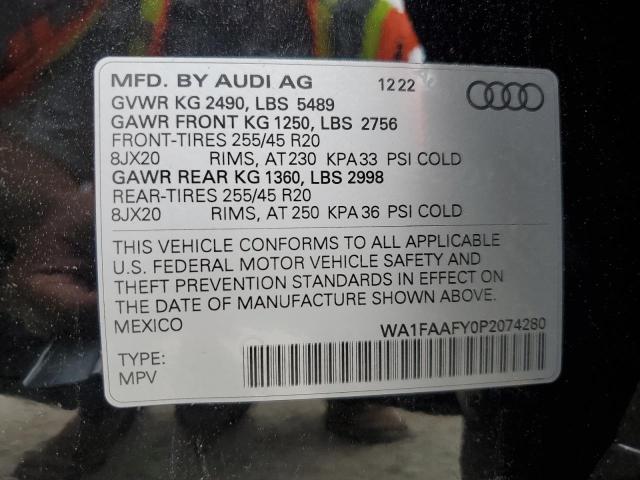 MFD. BY AUDI AG 12 22
GVWR KG 2490, LBS 5489
GAWR FRONT KG 1250, LBS 2756
FRONT-TIRES 255/45 R20
8JX20 RIMS, AT 230 KPA 33 PSI COLD
GAWR REAR KG 1360, LBS 2998
REAR-TIRES 255/45 R20
8JX20 RIMS, AT 250 KPA 36 PSI COLD
THIS VEHICLE CONFORMS TO ALL APPLICABLE
U.S. FEDERAL MOTOR VEHICLE SAFETY AND
THEFT PREVENTION STANDARDS IN EFFECT ON
THE DATE OF MANUFACTURE SHOWN ABOVE.
MEXICO WA1FAAFY0P2074280
TYPE:
MPV